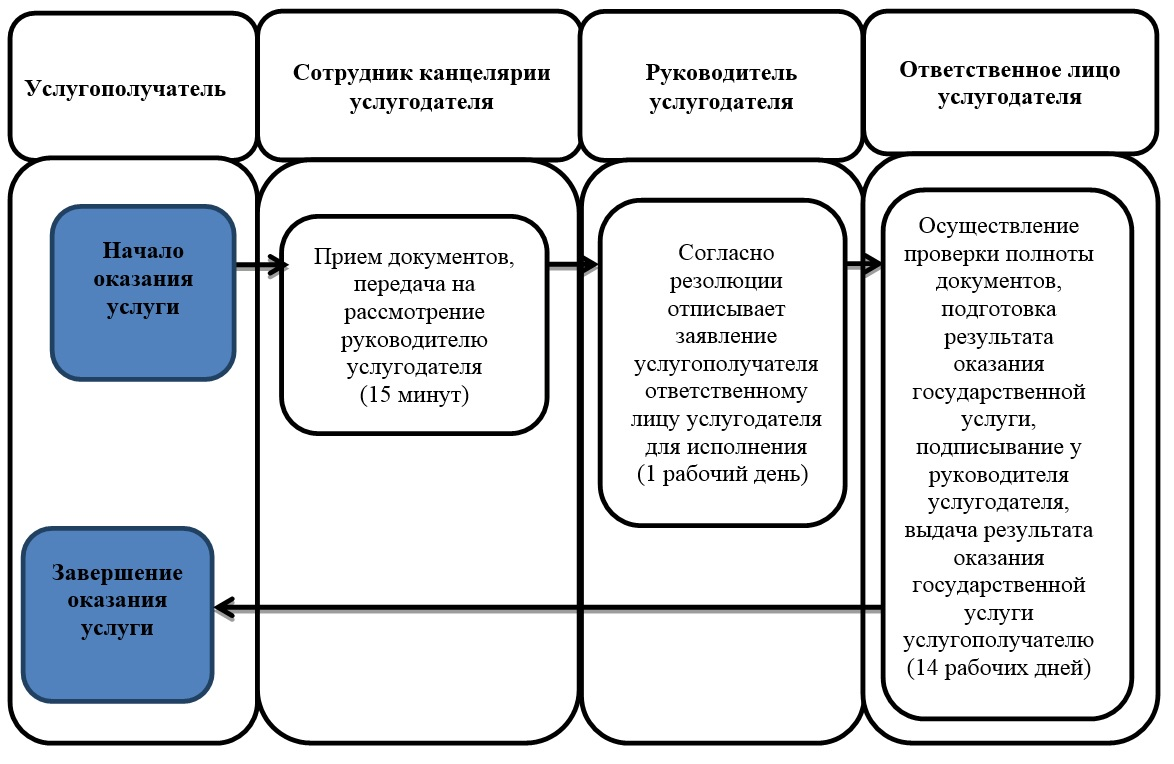 Услугополучатель
Сотрудник канцелярии
услугодателя
Руководитель
услугодателя
Ответственное лицо
услугодателя
Начало
оказания
услуги
Прием документов,
передача на
рассмотрение
руководителю
услугодателя
(15 минут)
Согласно
резолюции
отписывает
заявление
услугополучателя
ответственному
лицу услугодателя
для исполнения
(1 рабочий день)
Осуществление
проверки полноты
документов,
подготовка
результата
оказания
государственной
услуги,
подписывание у
руководителя
услугодателя,
выдача результата
оказания
государственной
услуги
услугополучателю
(14 рабочих дней)
Завершение
оказания
услуги